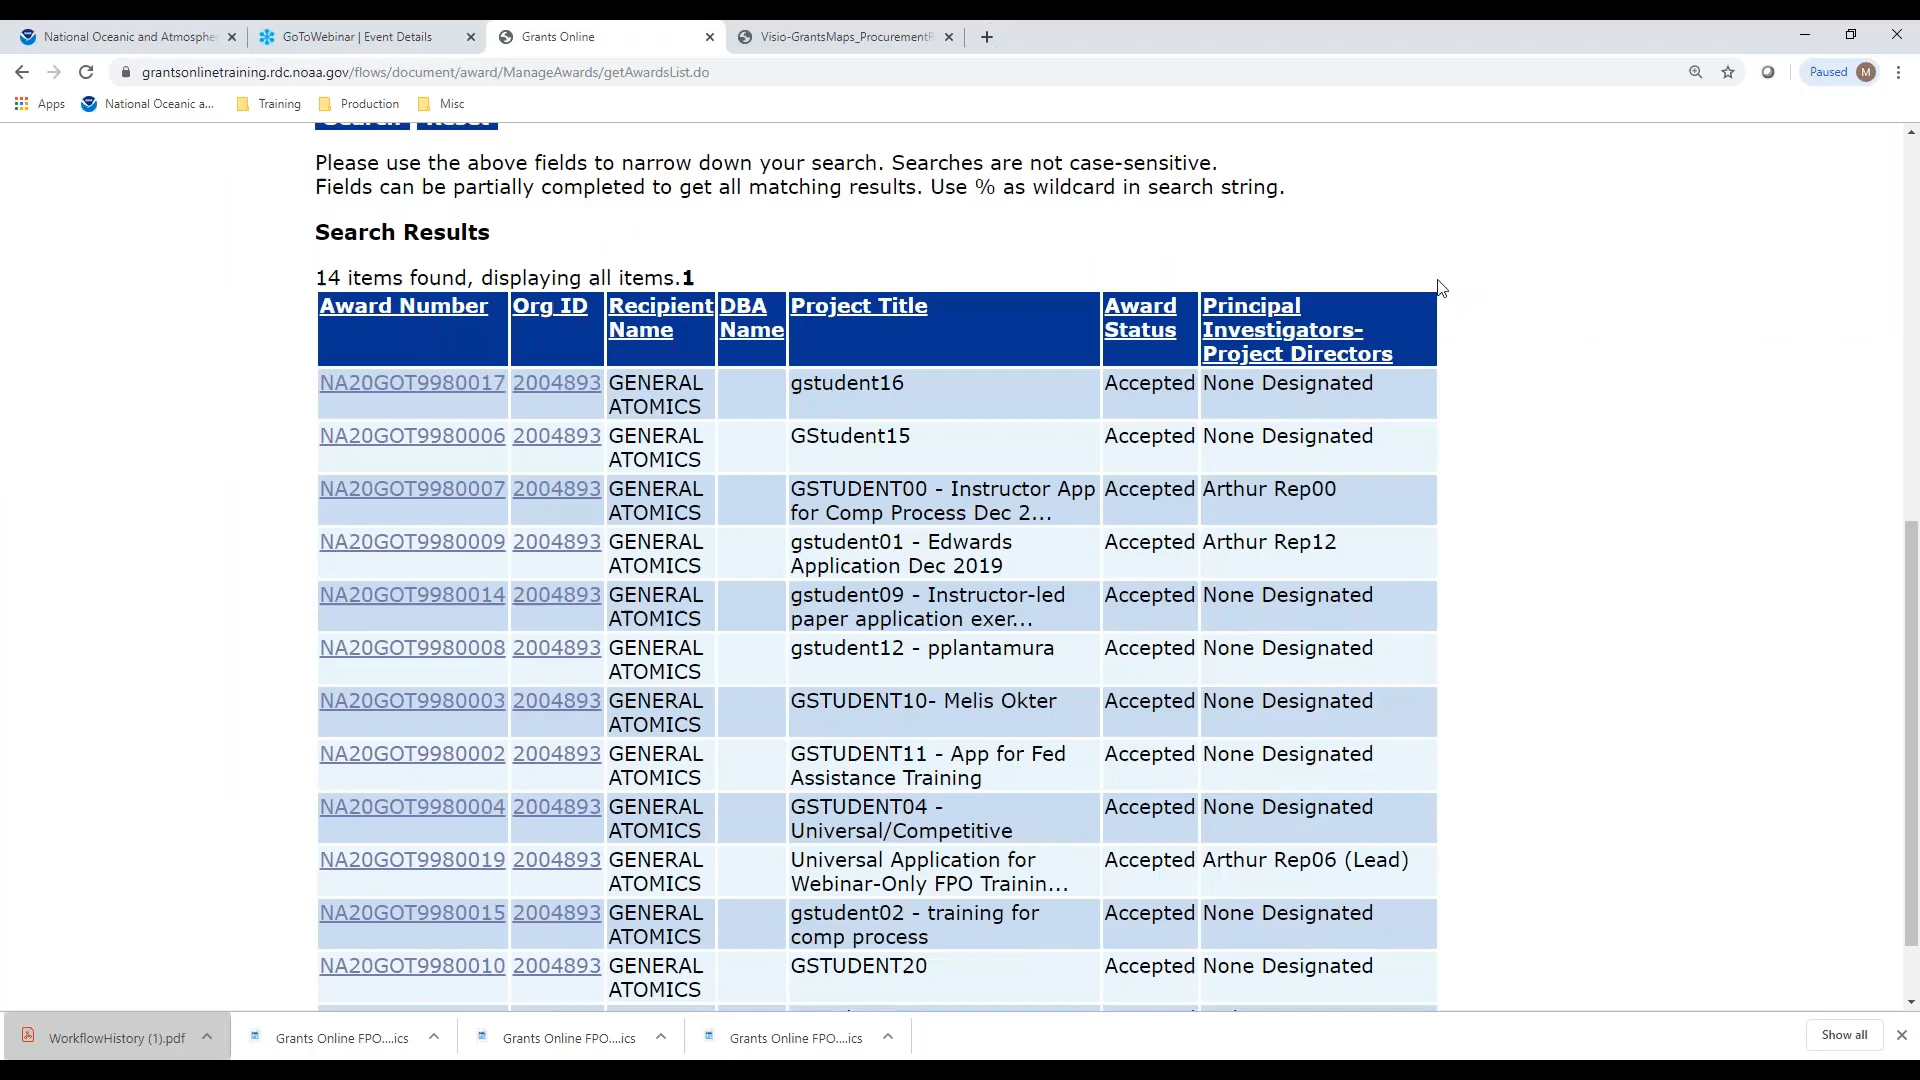 National Oceanic and Atmosphe
GoToWebinar | Event Details
Grants Online
Visio-GrantsMaps_ProcurementR
grantsonlinetraining.rdc.noaa.gov/flows/document/award/ManageAwards/getAwardsList.do
Paused M
Apps National Oceanic a... Training Production Misc
Search Reset
Please use the above fields to narrow down your search. Searches are not case-sensitive.
Fields can be partially completed to get all matching results. Use % as wildcard in search string.
Search Results
14 items found, displaying all items.1
Award Number Org ID Recipient DBA Project Title Award Principal
Name Name Status Investigators-
Project Directors
NA20GOT9980017 2004893 GENERAL gstudent16 Accepted None Designated
ATOMICS
NA20GOT9980006 2004893 GENERAL GStudent15 Accepted None Designated
ATOMICS
NA20GOT9980007 2004893 GENERAL GSTUDENT00 - Instructor App Accepted Arthur Rep00
ATOMICS for Comp Process Dec 2...
NA20GOT9980009 2004893 GENERAL gstudent01 - Edwards Accepted Arthur Rep12
ATOMICS Application Dec 2019
NA20GOT9980014 2004893 GENERAL gstudent09 - Instructor-led Accepted None Designated
ATOMICS paper application exer...
NA20GOT9980008 2004893 GENERAL gstudent12 - pplantamura Accepted None Designated
ATOMICS
NA20GOT9980003 2004893 GENERAL GSTUDENT10- Melis Okter Accepted None Designated
ATOMICS
NA20GOT9980002 2004893 GENERAL GSTUDENT11 - App for Fed Accepted None Designated
ATOMICS Assistance Training
NA20GOT9980004 2004893 GENERAL GSTUDENT04 - Accepted None Designated
ATOMICS Universal/Competitive
NA20GOT9980019 2004893 GENERAL Universal Application for Accepted Arthur Rep06 (Lead)
ATOMICS Webinar-Only FPO Trainin...
NA20GOT9980015 2004893 GENERAL gstudent02 - training for Accepted None Designated
ATOMICS comp process
NA20GOT9980010 2004893 GENERAL GSTUDENT20 Accepted None Designated
ATOMICS
WorkflowHistory (1).pdf Grants Online FPO....ics Grants Online FPO....ics Grants Online FPO....ics Show all